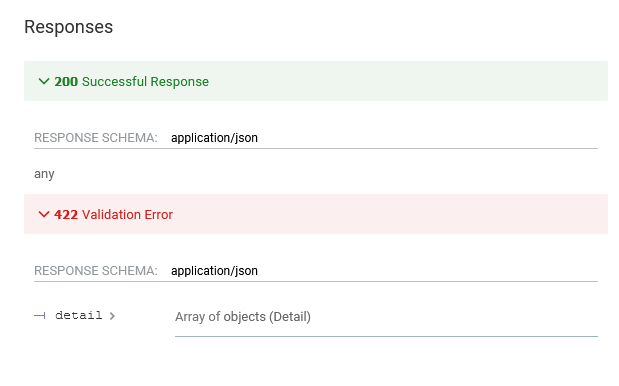 Responses
200 Successful Response
RESPONSE SCHEMA: application/json
any
422 Validation Error
RESPONSE SCHEMA: application/json
detail Array of objects (Detail)